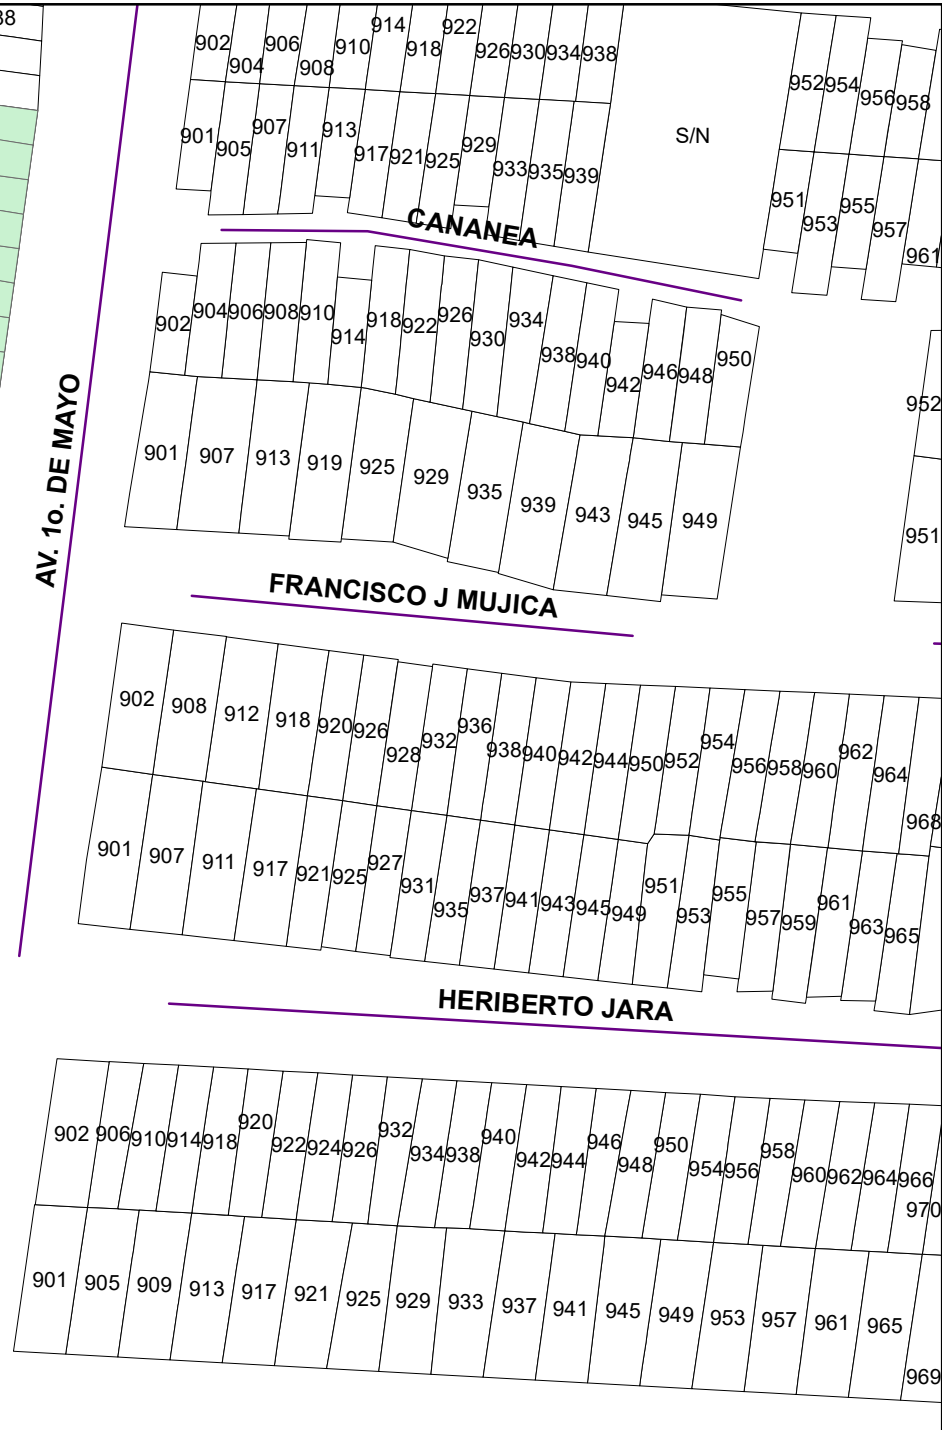 38
902 904 906 908 910 914 918 922 926 930 934 938
952 954 956 958
S/N
901 905 907 911 913 917 921 925 929 933 935 939
951 953 955 957 961
CANANEA
902 904 906 908 910 914 918 922 926 930 934 938 940 942 946 948 950
952
AV. 1o. DE MAYO
901 907 913 919 925 929 935 939 943 945 949
951
FRANCISCO J MUJICA
902 908 912 918 920 926 928 932 936 938 940 942 944 950 952 954 956 958 960 962 964 968
901 907 911 917 921 925 927 931 935 937 941 943 945 949 951 953 955 957 959 961 963 965
HERIBERTO JARA
902 906 910 914 918 920 922 924 926 932 934 938 940 942 944 946 948 950 954 956 958 960 962 964 966 970
901 905 909 913 917 921 925 929 933 937 941 945 949 953 957 961 965 969